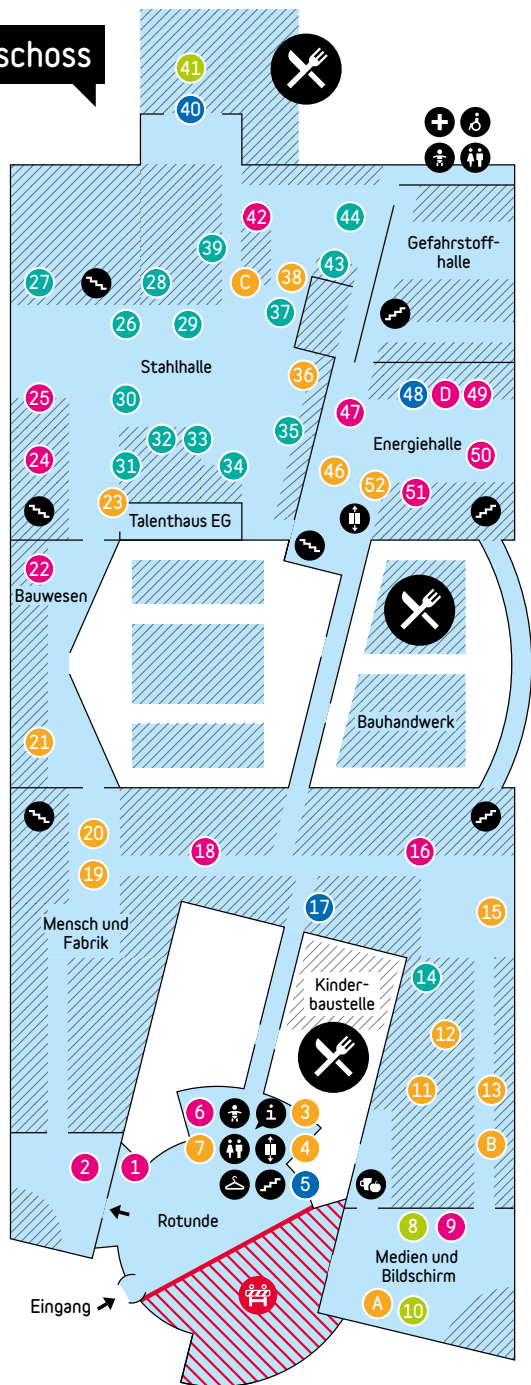 schoss
41
40
42
44
39
43
Gefahrstoff-
halle
27
28
C
38
37
26
29
Stahlhalle
36
25
30
47
48
D
49
35
Energiehalle
32
33
24
31
34
46
52
51
50
23
Talenthaus EG
22
Bauwesen
Bauhandwerk
21
20
18
16
19
17
15
Mensch und
Fabrik
14
Kinder-
baustelle
12
11
13
6
i
3
7
4
B
2
1
5
Rotunde
8
9
Medien und
Bildschirm
Eingang
A
10